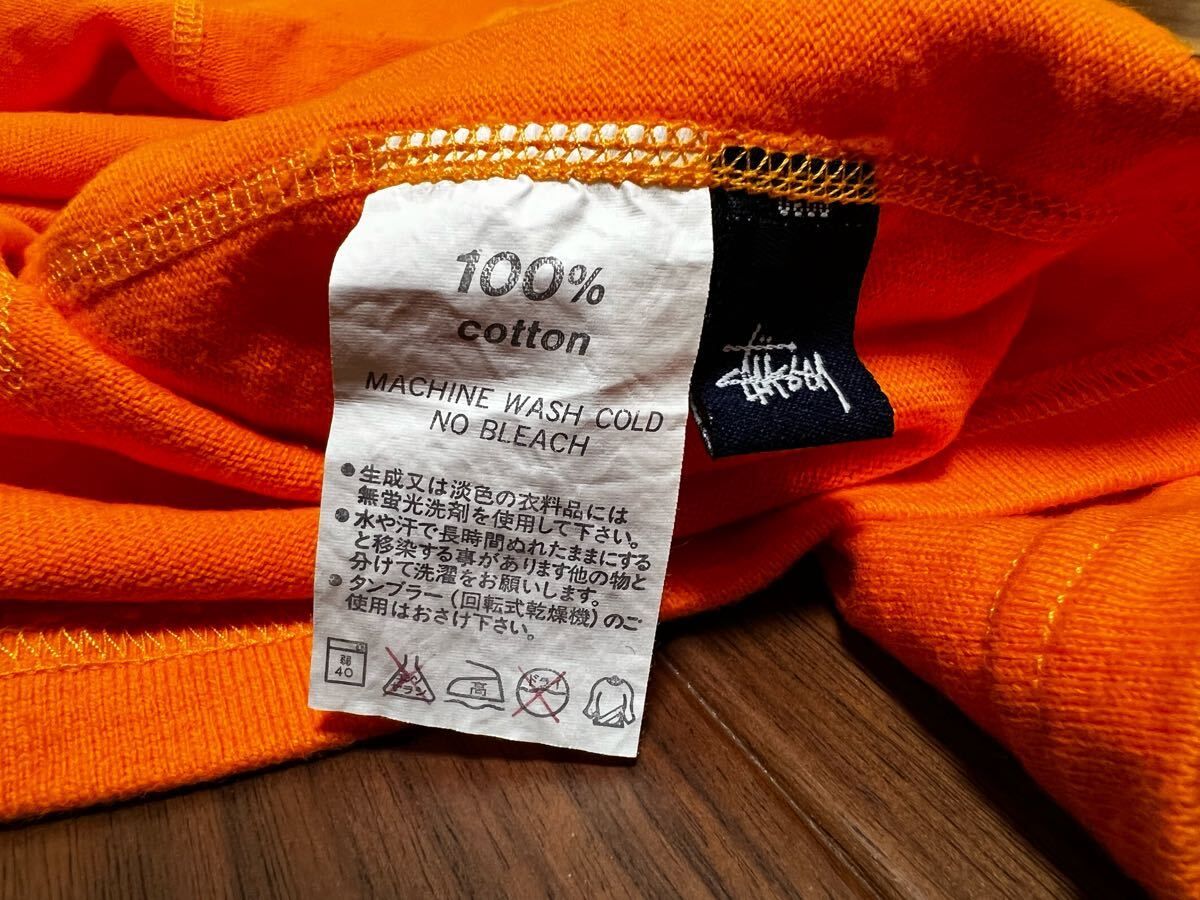 100%
cotton
MACHINE WASH COLD
NO BLEACH
●生成又は淡色の衣料品には
無蛍光洗剤を使用して下さい。
●水や汗で長時間ぬれたままにする
と移染する事があります他の物と
分けて洗濯をお願いします。
●タンブラー（回転式乾燥機）のご
使用はおさけ下さい。
弱
40
高
ドライ
Stüssy